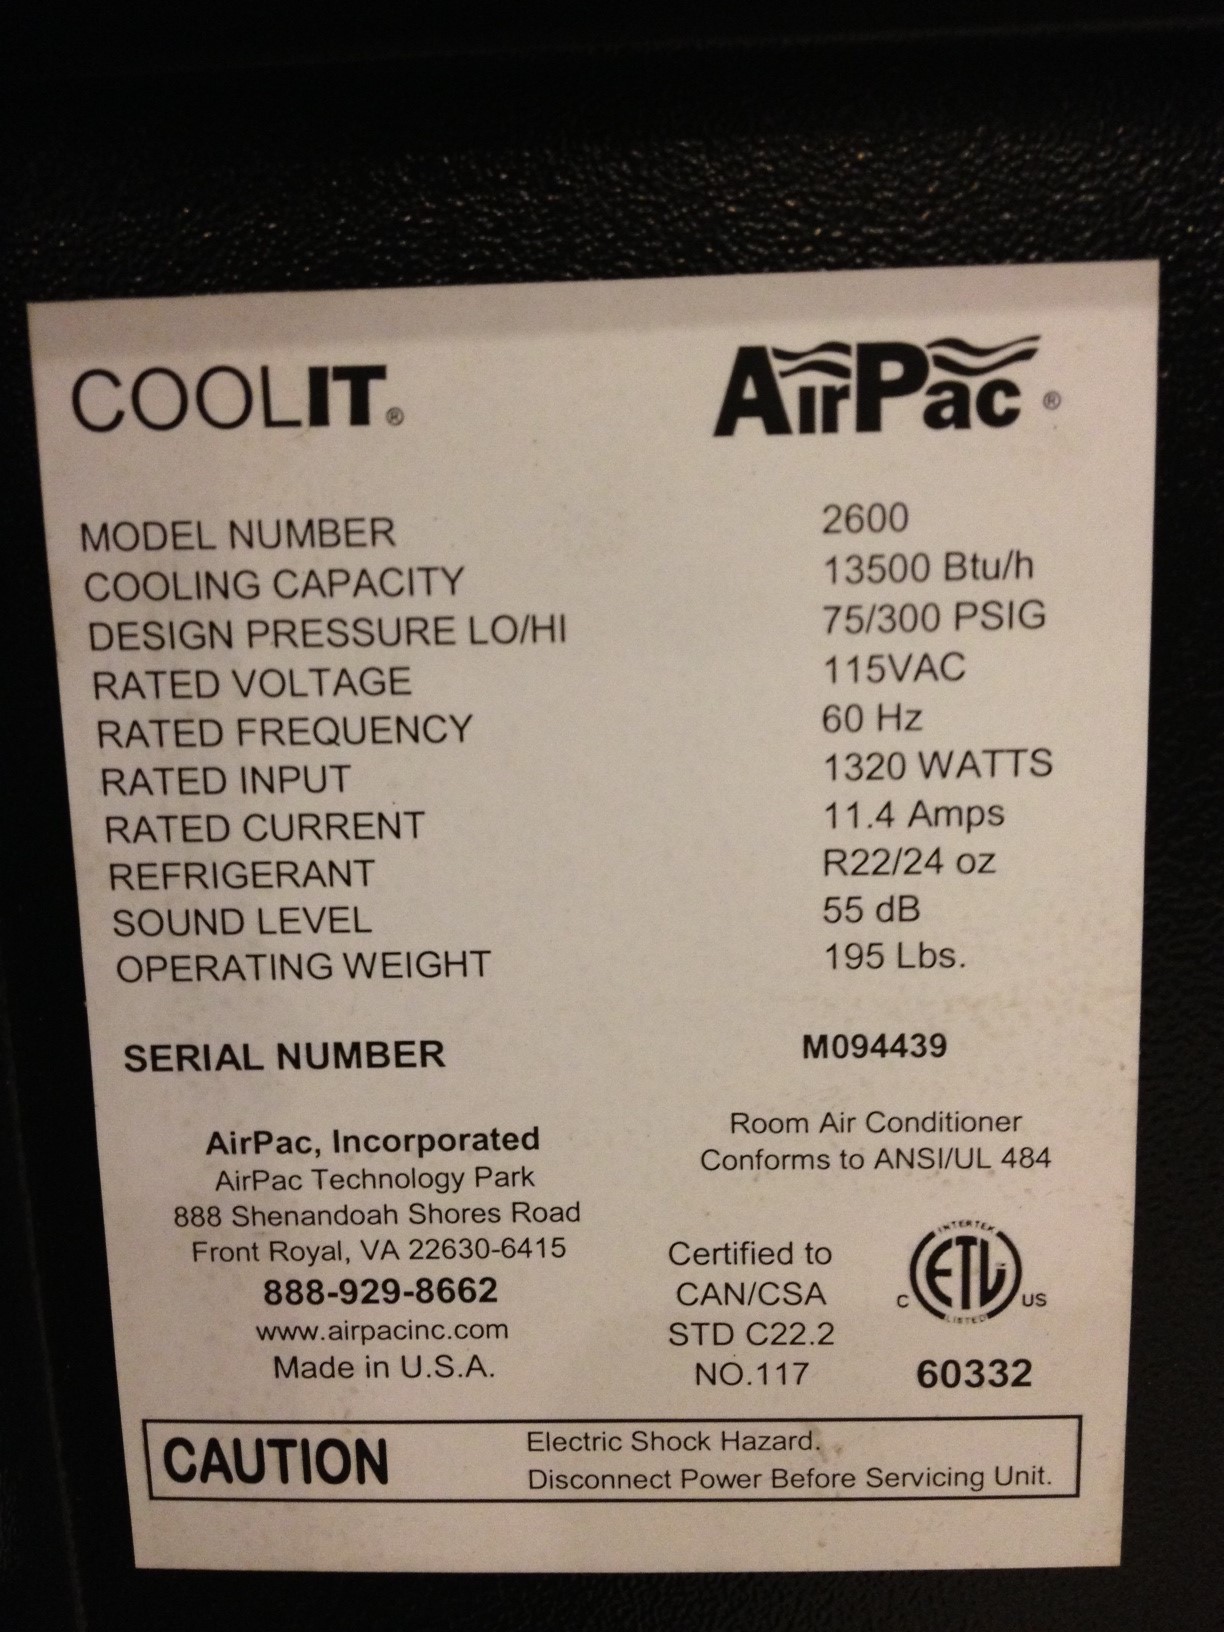 COOLIT® AirPac®
MODEL NUMBER 2600
COOLING CAPACITY 13500 Btu/h
DESIGN PRESSURE LO/HI 75/300 PSIG
RATED VOLTAGE 115VAC
RATED FREQUENCY 60 Hz
RATED INPUT 1320 WATTS
RATED CURRENT 11.4 Amps
REFRIGERANT R22/24 oz
SOUND LEVEL 55 dB
OPERATING WEIGHT 195 Lbs.
SERIAL NUMBER M094439
AirPac, Incorporated
AirPac Technology Park
888 Shenandoah Shores Road
Front Royal, VA 22630-6415
888-929-8662
www.airpacinc.com
Made in U.S.A.
Room Air Conditioner
Conforms to ANSI/UL 484
Certified to
CAN/CSA
STD C22.2
NO.117
INTERTEK
C ETL US
LISTED
60332
CAUTION
Electric Shock Hazard.
Disconnect Power Before Servicing Unit.